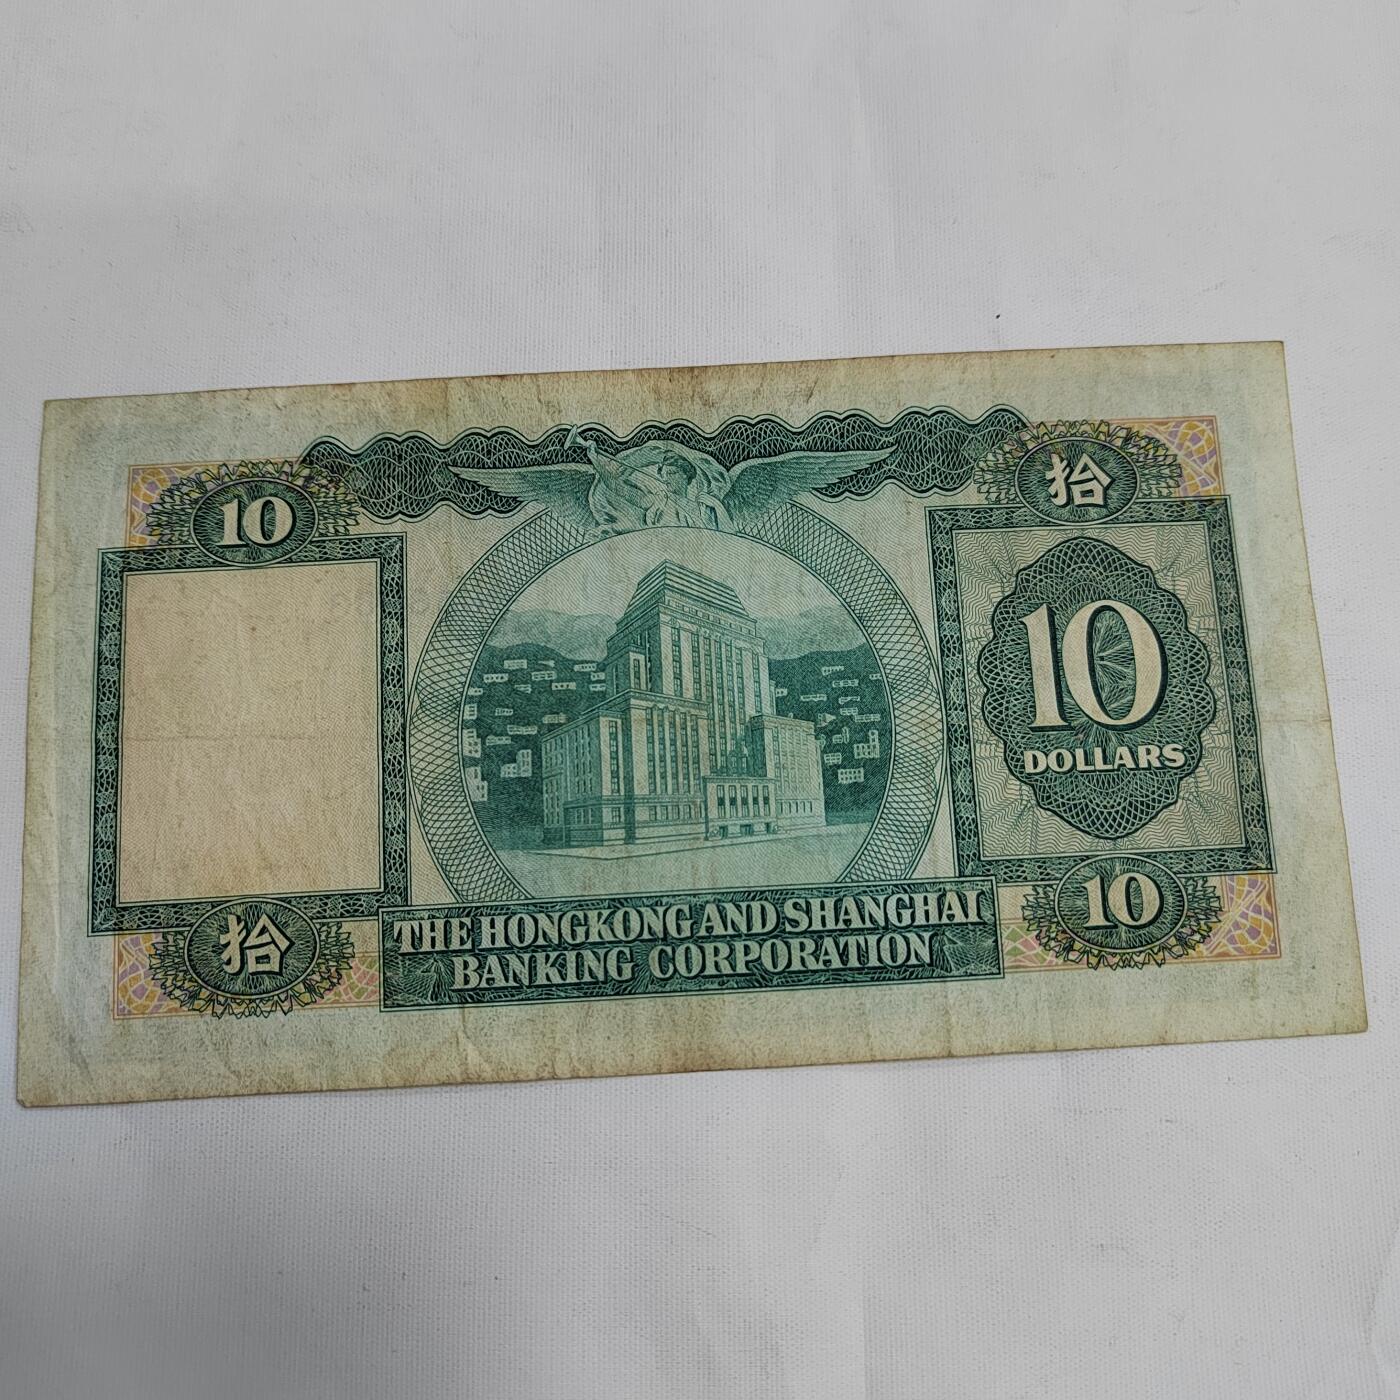 10
拾
10
DOLLARS
拾
10
THE HONGKONG AND SHANGHAI
BANKING CORPORATION